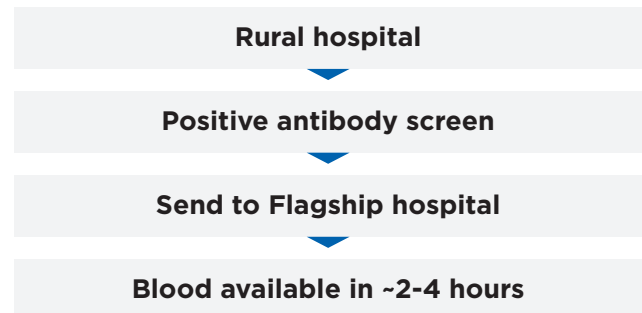 Rural hospital
Positive antibody screen
Send to Flagship hospital
Blood available in ~2-4 hours